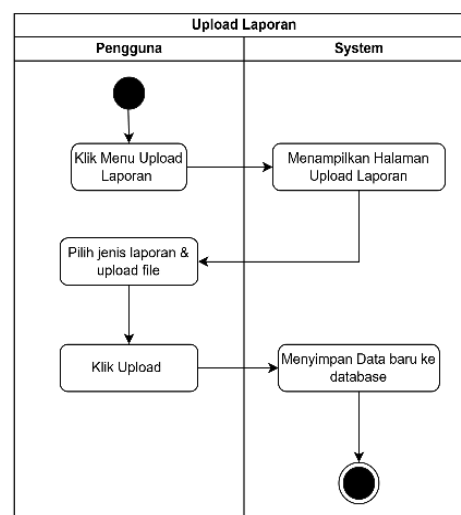 Upload Laporan
Pengguna
System
Klik Menu Upload
Laporan
Menampilkan Halaman
Upload Laporan
Pilih jenis laporan &
upload file
Klik Upload
Menyimpan Data baru ke
database